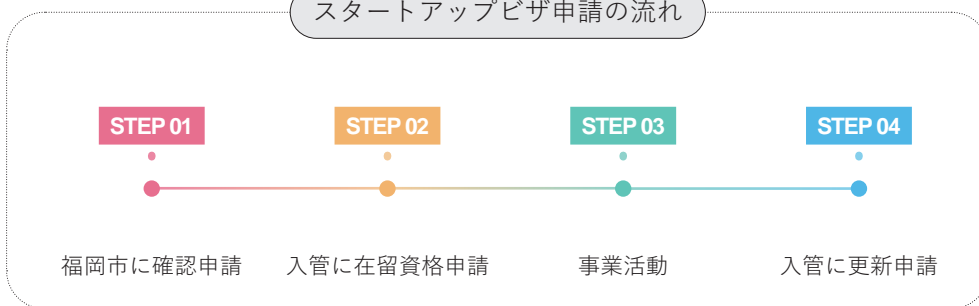 スタートアップビザ申請の流れ
STEP 01
STEP 02
STEP 03
STEP 04
福岡市に確認申請
入管に在留資格申請
事業活動
入管に更新申請